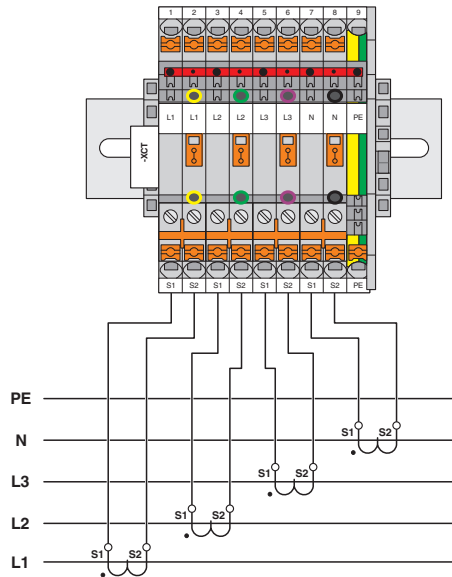 1 2 3 4 5 6 7 8 9
-XCT
L1 L1 L2 L2 L3 L3 N N PE
S1 S2 S1 S2 S1 S2 S1 S2 PE
PE
S1 S2
N
S1 S2
L3
S1 S2
L2
S1 S2
L1